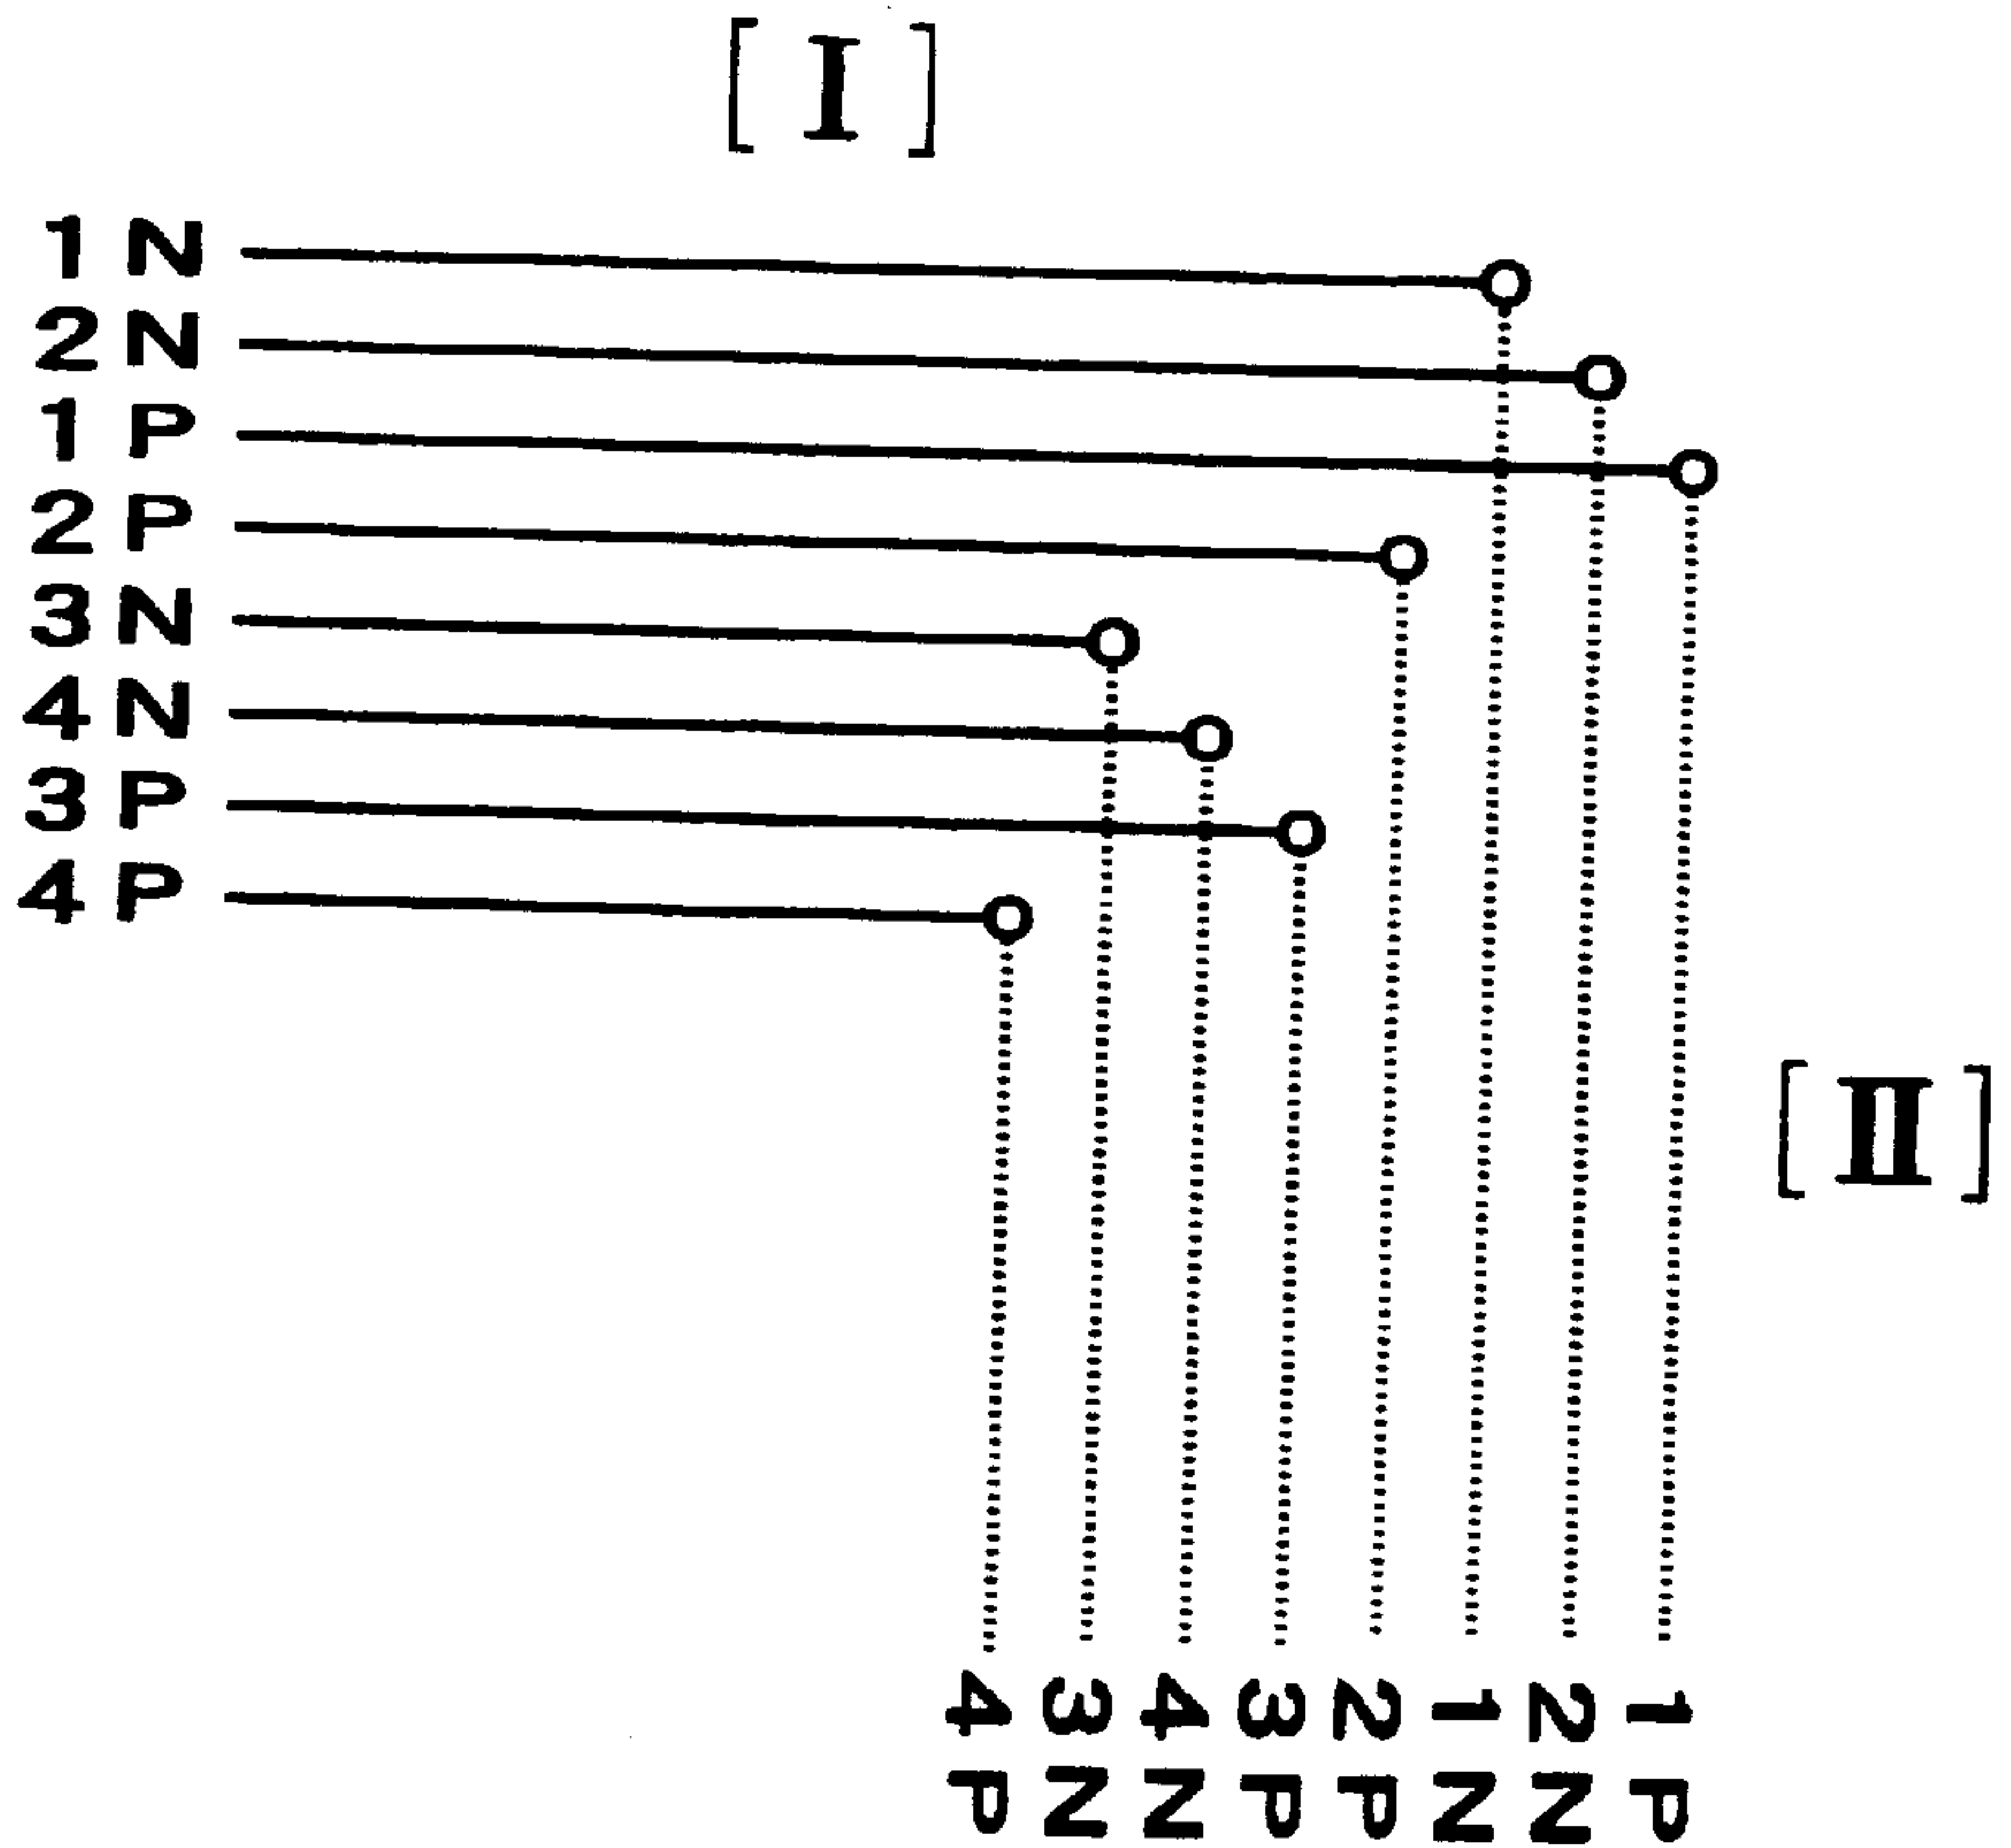 [ I ]
1N
2N
1P
2P
3N
4N
3P
4P
[ II ]
4P 3N 4N 3P 2P 1N 2N 1P